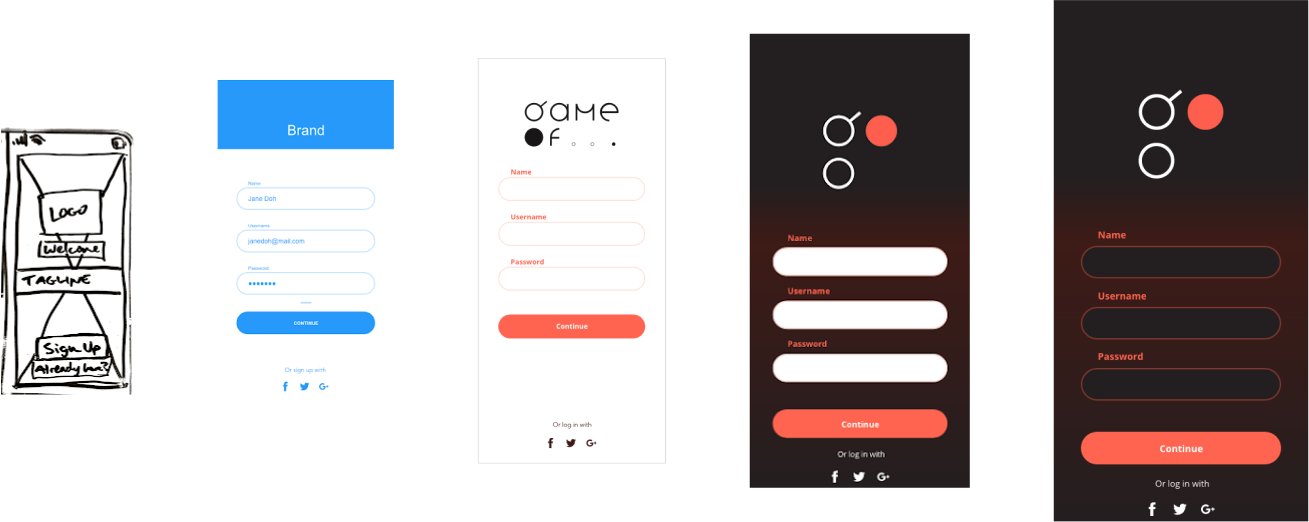 LOGO
Welcome
TAGLINE
Sign Up
Brand
Name
Jane Doh
Username
janedoh@mail.com
Password
CONTINUE
Or sign up with
f G+
game
of...
Name
Username
Password
Continue
Or log in with
f G+
Name
Username
Password
Continue
Or log in with
f G+
Name
Username
Password
Continue
Or log in with
f G+